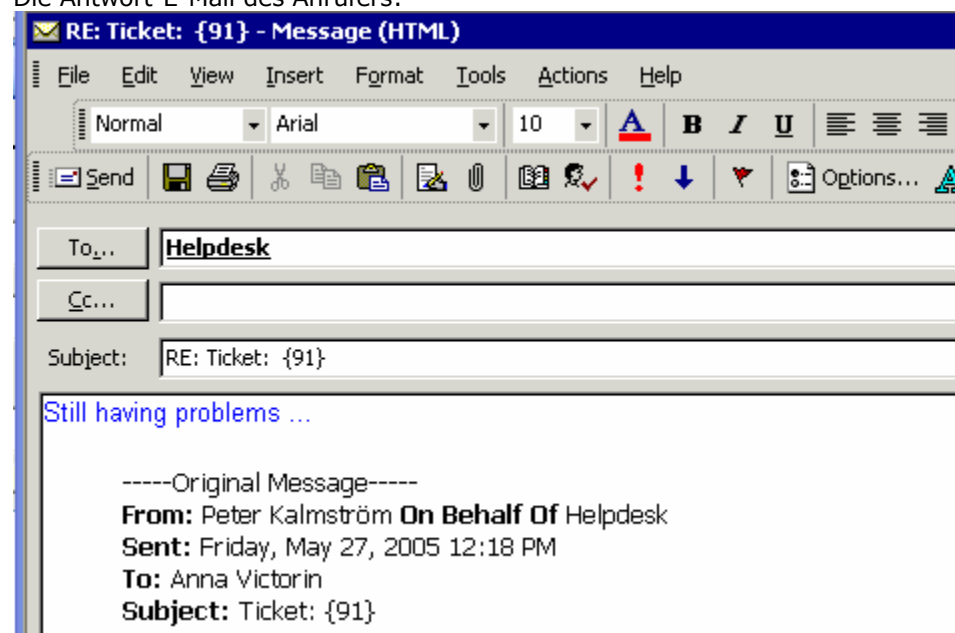 Die Antwort-E-Mail des Anrufers:
RE: Ticket: {91} - Message (HTML)
File Edit View Insert Format Tools Actions Help
Normal Arial 10 A B I U
Send Options...
To... Helpdesk
Cc...
Subject: RE: Ticket: {91}
Still having problems ...
-----Original Message-----
From: Peter Kalmström On Behalf Of Helpdesk
Sent: Friday, May 27, 2005 12:18 PM
To: Anna Victorin
Subject: Ticket: {91}